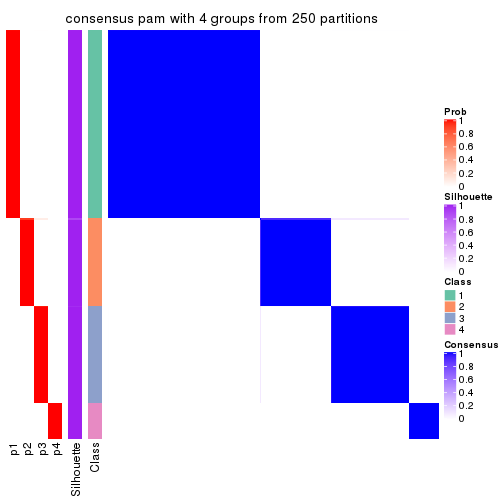 consensus pam with 4 groups from 250 partitions
Prob
1
0.8
0.6
0.4
0.2
0
Silhouette
1
0.8
0.6
0.4
0.2
0
Class
1
2
3
4
Consensus
1
0.8
0.6
0.4
0.2
0
p1
p2
p3
p4
Silhouette
Class